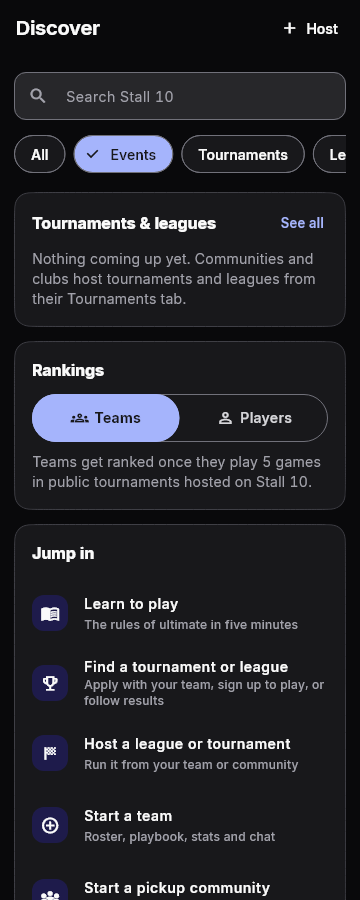 Discover
+ Host
Search Stall 10
All
Events
Tournaments
Le
Tournaments & leagues
See all
Nothing coming up yet. Communities and
clubs host tournaments and leagues from
their Tournaments tab.
Rankings
Teams
Players
Teams get ranked once they play 5 games
in public tournaments hosted on Stall 10.
Jump in
Learn to play
The rules of ultimate in five minutes
Find a tournament or league
Apply with your team, sign up to play, or
follow results
Host a league or tournament
Run it from your team or community
Start a team
Roster, playbook, stats and chat
Start a pickup community